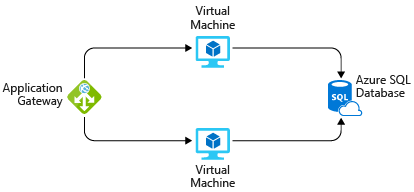 Virtual
Machine
Application
Gateway
Azure SQL
Database
SQL
Virtual
Machine